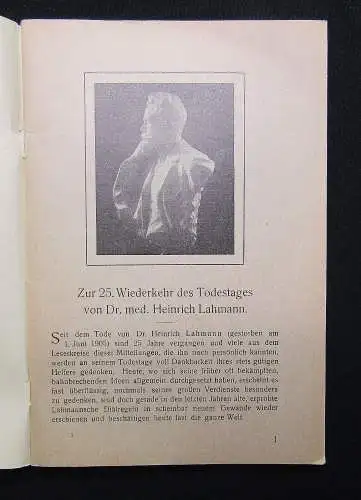 Zur 25. Wiederkehr des Todestages
von Dr. med. Heinrich Lahmann.
Seit dem Tode von Dr. Heinrich Lahmann (gestorben am
1. Juni 1905) sind 25 Jahre vergangen und viele aus dem
Leserkreise dieser Mitteilungen, die ihn noch persönlich kannten,
werden an seinem Todestage voll Dankbarkeit ihres stets gütigen
Helfers gedenken. Heute, wo sich seine früher oft bekämpften,
bahnbrechenden Ideen allgemein durchgesetzt haben, erscheint es
fast überflüssig, nochmals seiner großen Verdienste besonders
zu gedenken, sind doch gerade in den letzten Jahren alte, erprobte
Lahmannsche Diätregeln in scheinbar neuem Gewande wieder
erschienen und beschäftigen heute fast die ganze Welt.
1